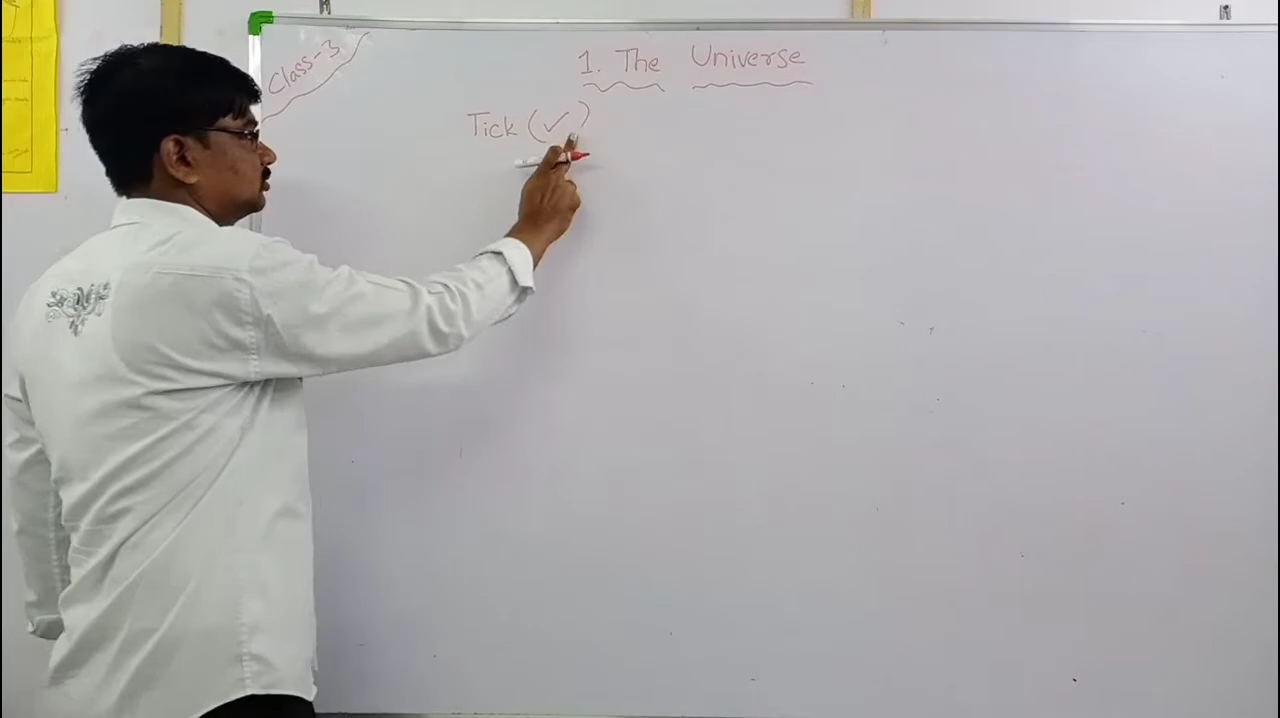 Class-3
1. The Universe
Tick (✓)